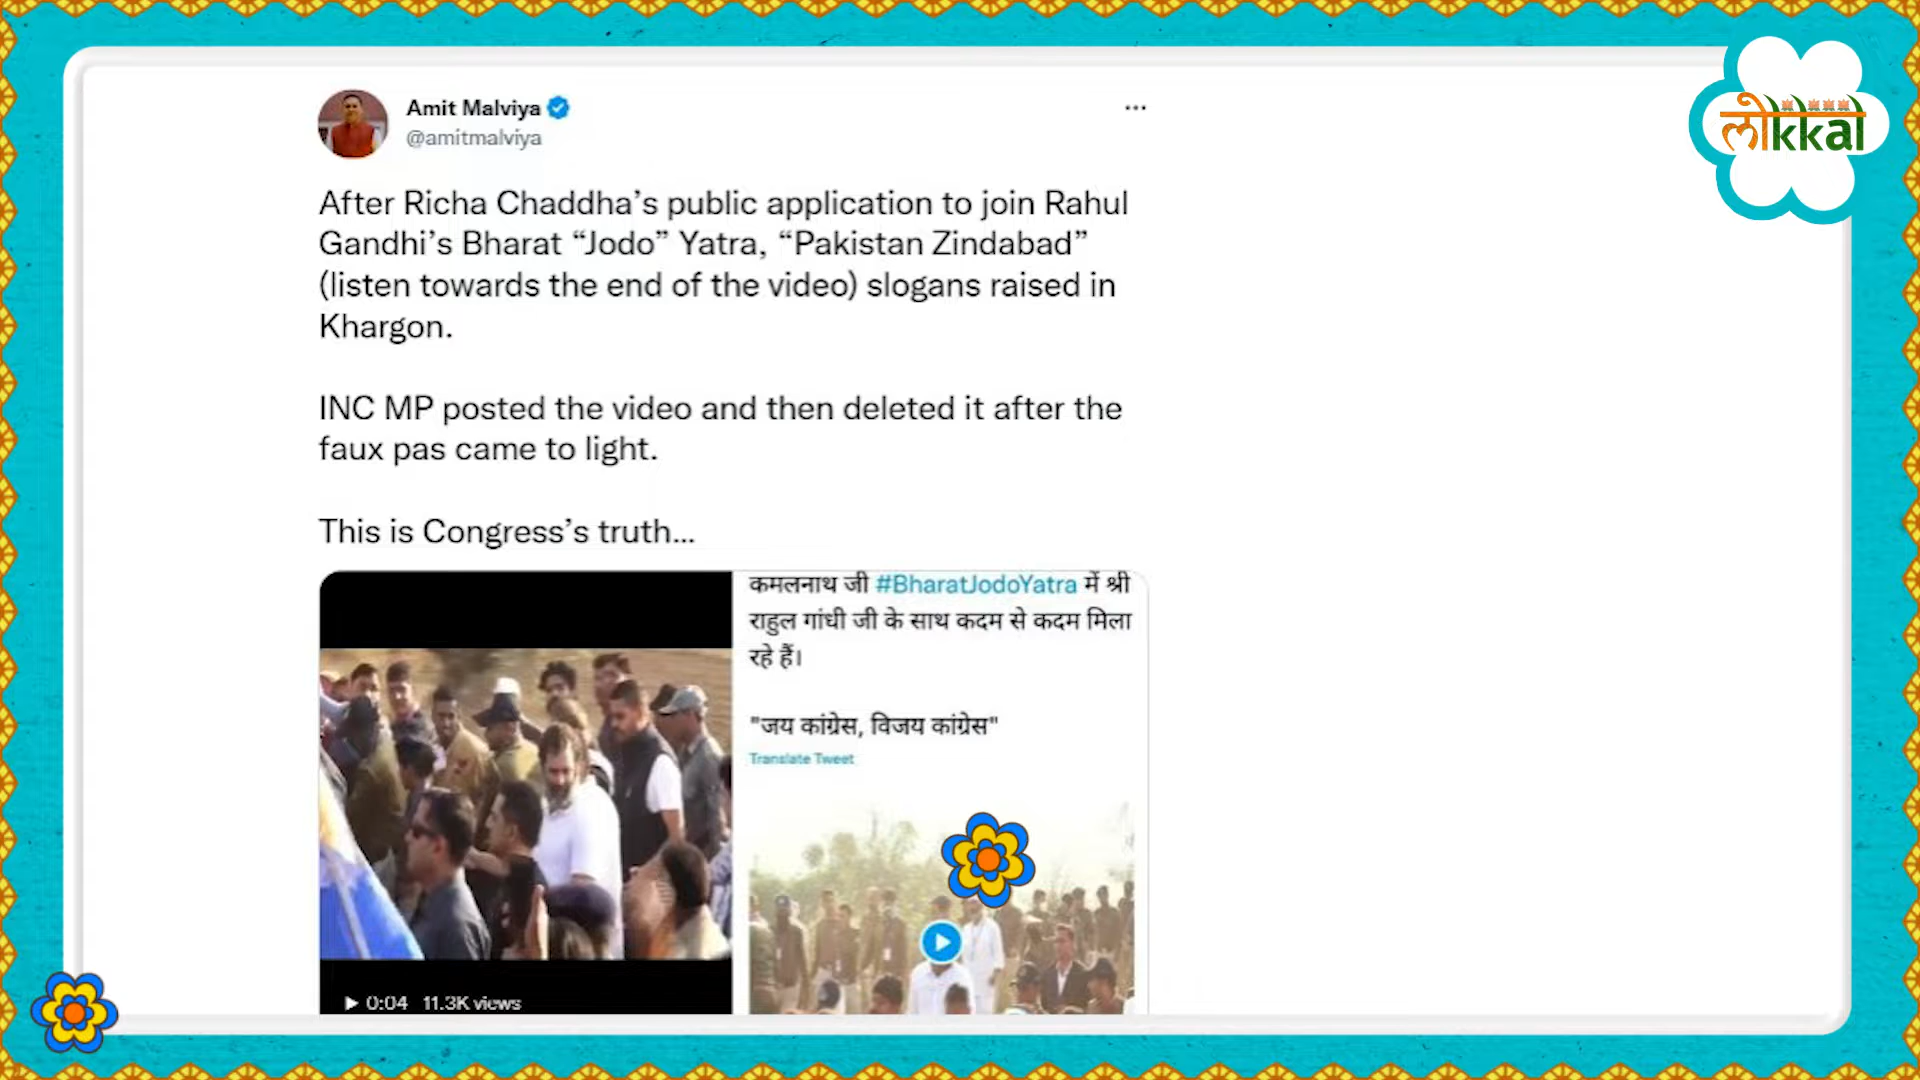 लोkkal
Amit Malviya
@amitmalviya
After Richa Chaddha’s public application to join Rahul
Gandhi’s Bharat “Jodo” Yatra, “Pakistan Zindabad”
(listen towards the end of the video) slogans raised in
Khargon.
INC MP posted the video and then deleted it after the
faux pas came to light.
This is Congress’s truth...
कमलनाथ जी #BharatJodoYatra में श्री
राहुल गांधी जी के साथ कदम से कदम मिला
रहे हैं।
"जय कांग्रेस, विजय कांग्रेस"
Translate Tweet
0:04 11.3K views